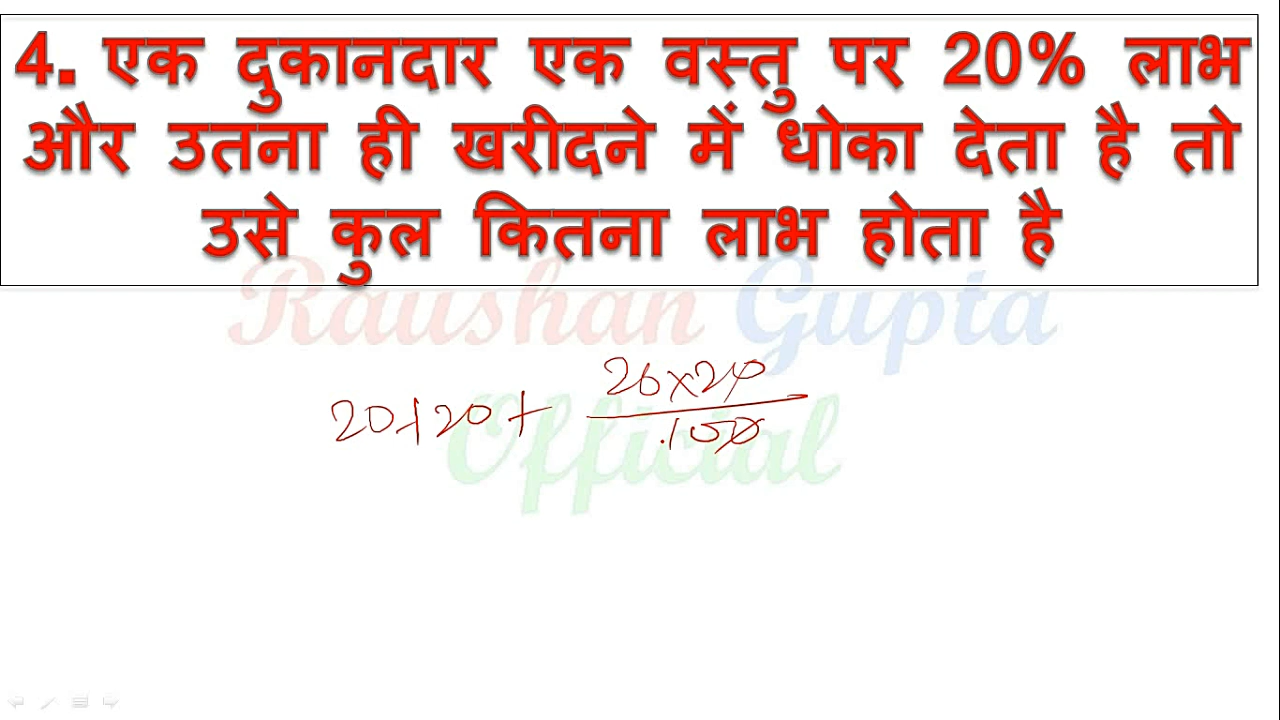 4. एक दुकानदार एक वस्तु पर 20% लाभ
और उतना ही खरीदने में धोका देता है तो
उसे कुल कितना लाभ होता है
Raushan Gupta
Official
20+20+ 20×20
100